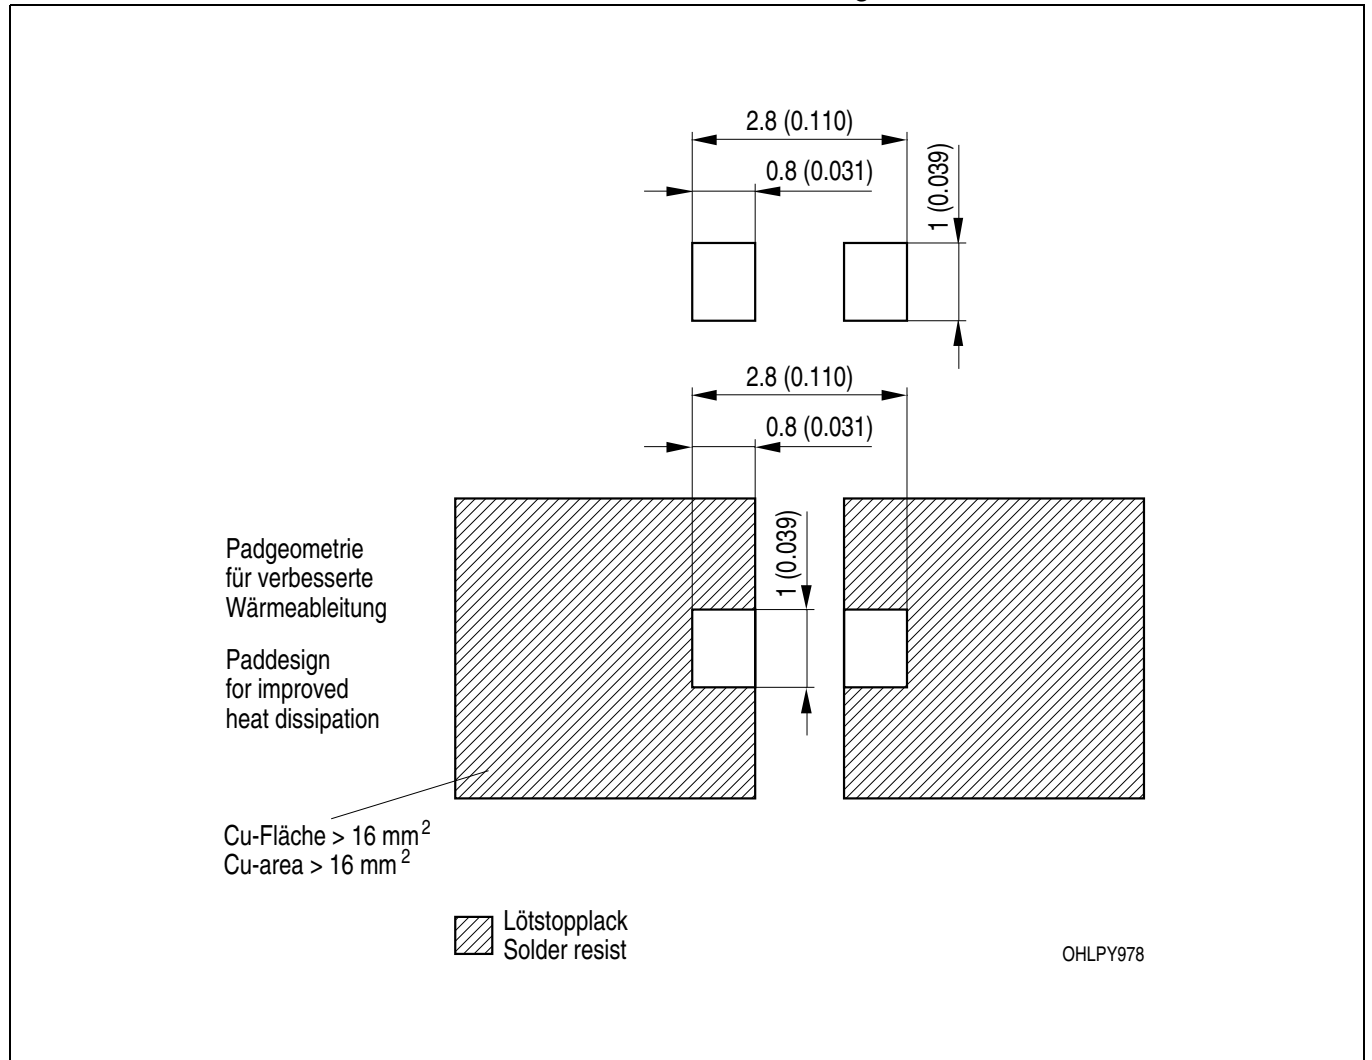 2.8 (0.110)
0.8 (0.031)
1 (0.039)
2.8 (0.110)
0.8 (0.031)
1 (0.039)
Padgeometrie
für verbesserte
Wärmeableitung
Paddesign
for improved
heat dissipation
Cu-Fläche > 16 mm²
Cu-area > 16 mm²
Lötstopplack
Solder resist
OHLPY978